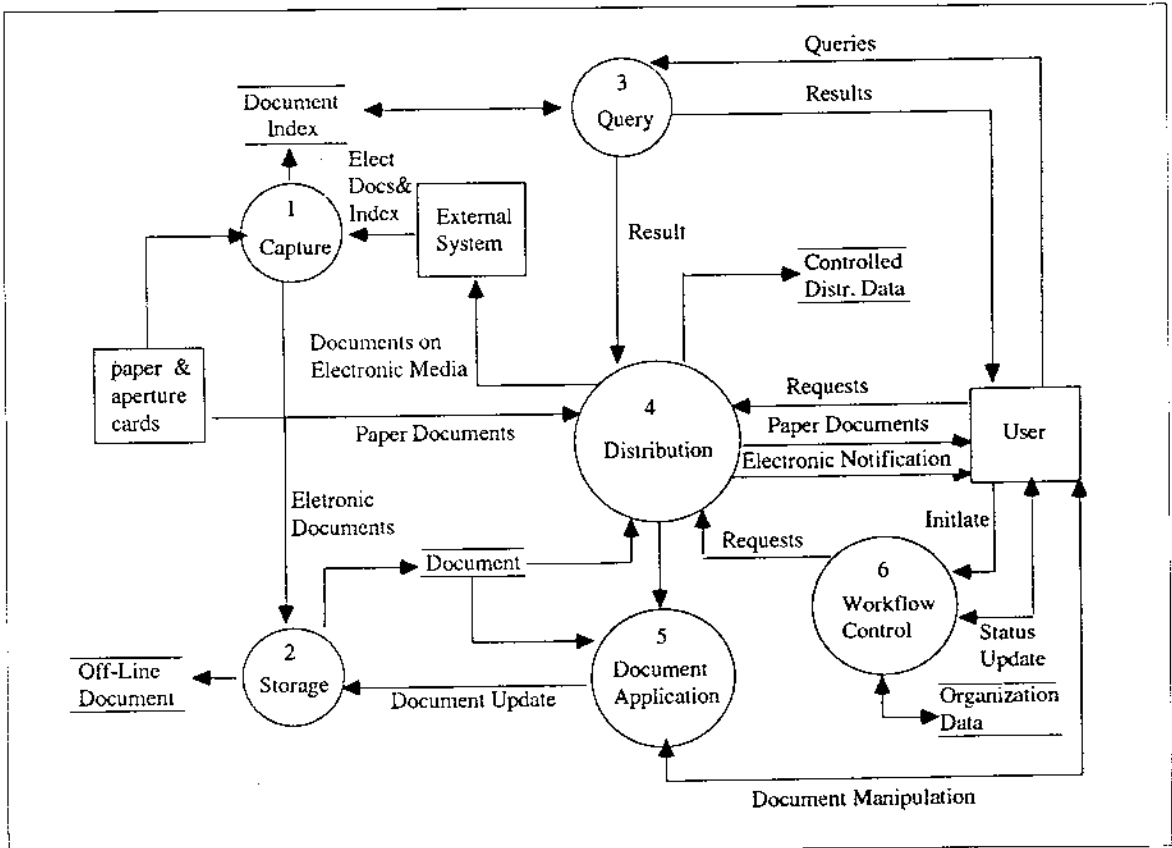 Queries
3
Query
Results
Document
Index
Elect
Docs&
Index
1
Capture
External
System
Result
Controlled
Distr. Data
Documents on
Electronic Media
paper &
aperture
cards
4
Distribution
Requests
Paper Documents
Electronic Notification
User
Paper Documents
Eletronic
Documents
Initlate
Requests
Document
6
Workflow
Control
Status
Update
2
Storage
Off-Line
Document
5
Document
Application
Document Update
Organization
Data
Document Manipulation